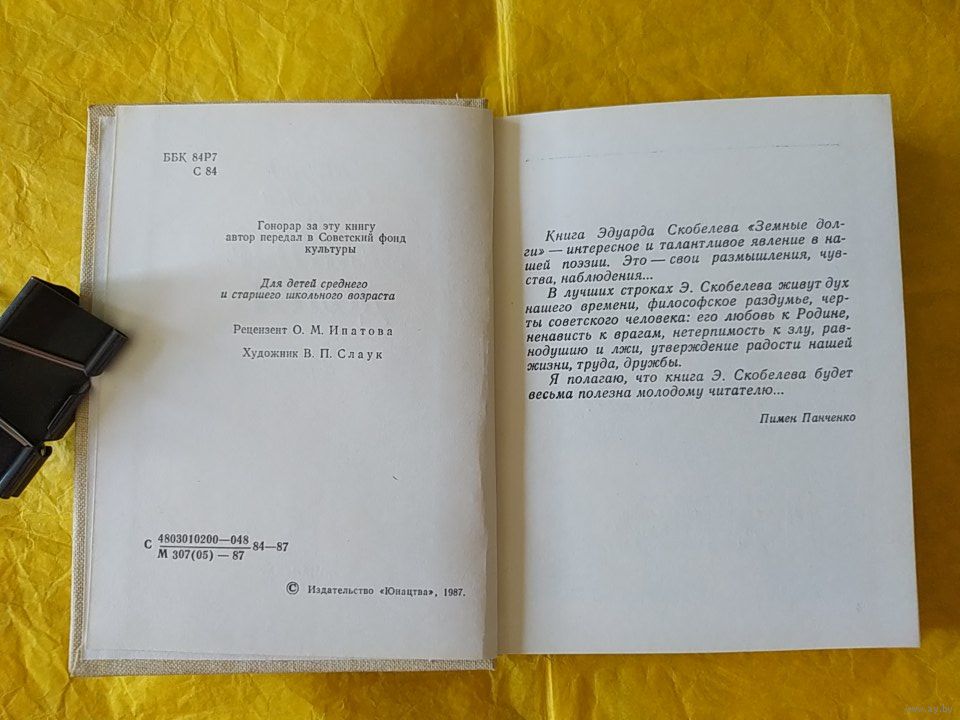 ББК 84Р7
С 84
Гонорар за эту книгу
автор передал в Советский фонд
культуры
Для детей среднего
и старшего школьного возраста
Рецензент О. М. Ипатова
Художник В. П. Слаук
С 4803010200—048 84—87
М 307(05) — 87
© Издательство «Юнацтва», 1987.
Книга Эдуарда Скобелева «Земные дол-
ги» — интересное и талантливое явление в на-
шей поэзии. Это — свои размышления, чув-
ства, наблюдения...
В лучших строках Э. Скобелева живут дух
нашего времени, философское раздумье, чер-
ты советского человека: его любовь к Родине,
ненависть к врагам, нетерпимость к злу, рав-
нодушию и лжи, утверждение радости нашей
жизни, труда, дружбы.
Я полагаю, что книга Э. Скобелева будет
весьма полезна молодому читателю...
Пимен Панченко
www.ay.by